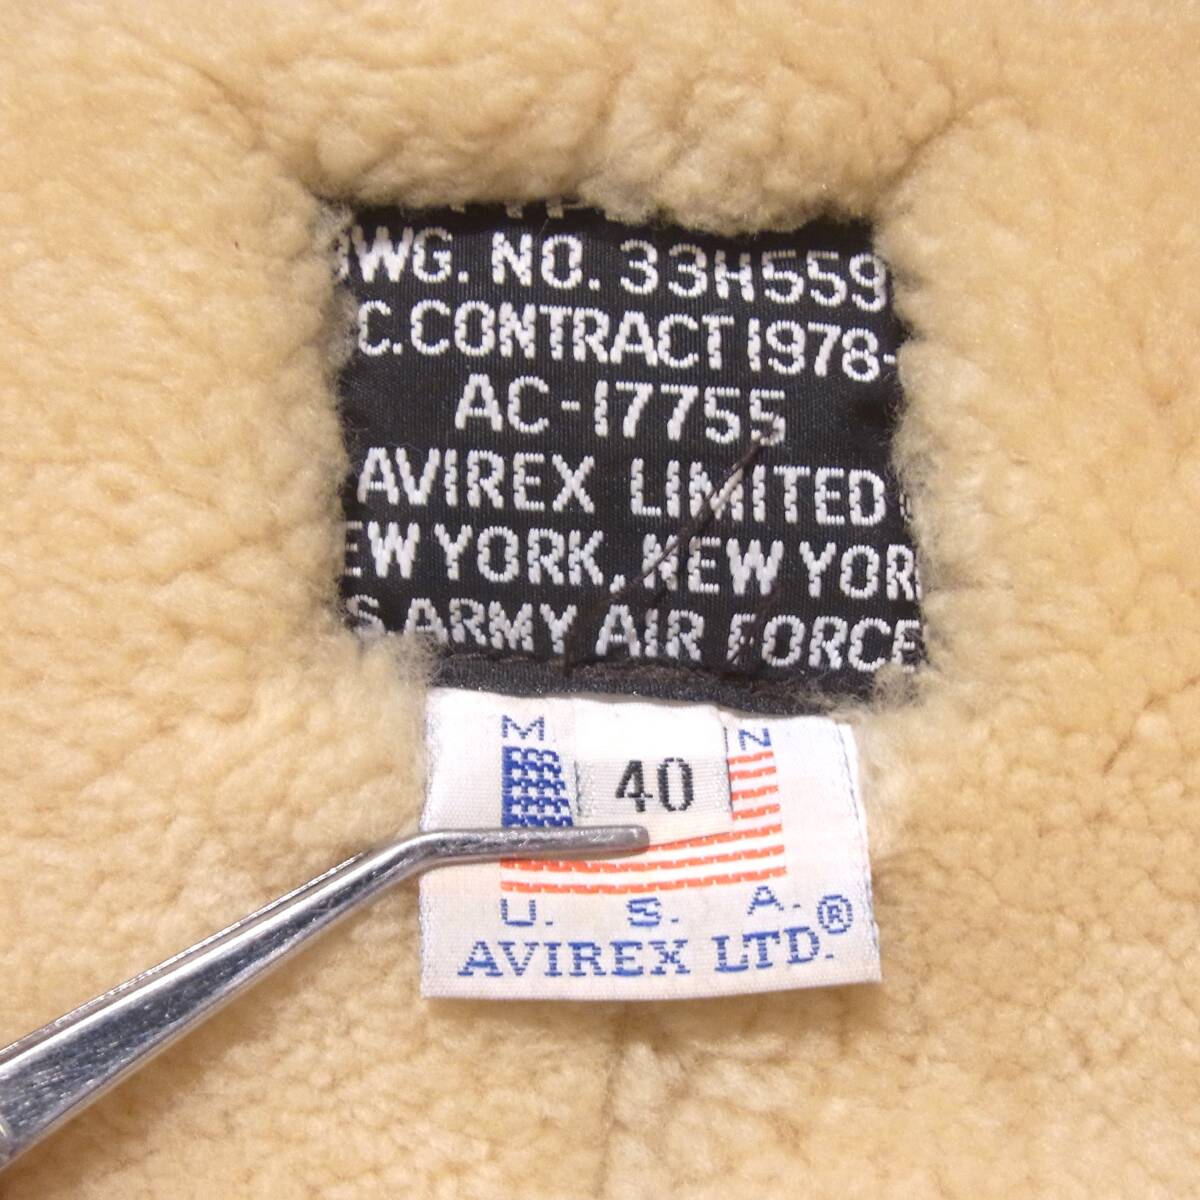 DWG. NO. 33H559
C. CONTRACT 1978-
AC-17755
AVIREX LIMITED
EW YORK, NEW YOR
S. ARMY AIR FORCE
M N
40
U. S. A.
AVIREX LTD.®